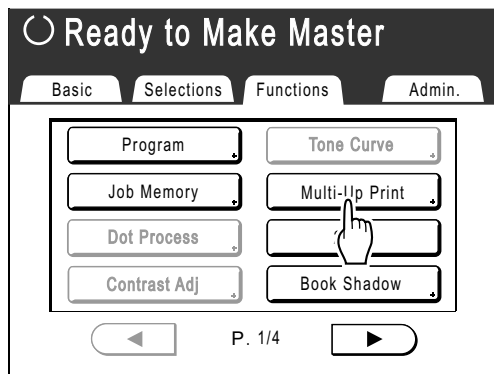 Ready to Make Master
Basic Selections Functions Admin.
Program Tone Curve
Job Memory Multi-Up Print
Dot Process
Contrast Adj Book Shadow
P. 1/4